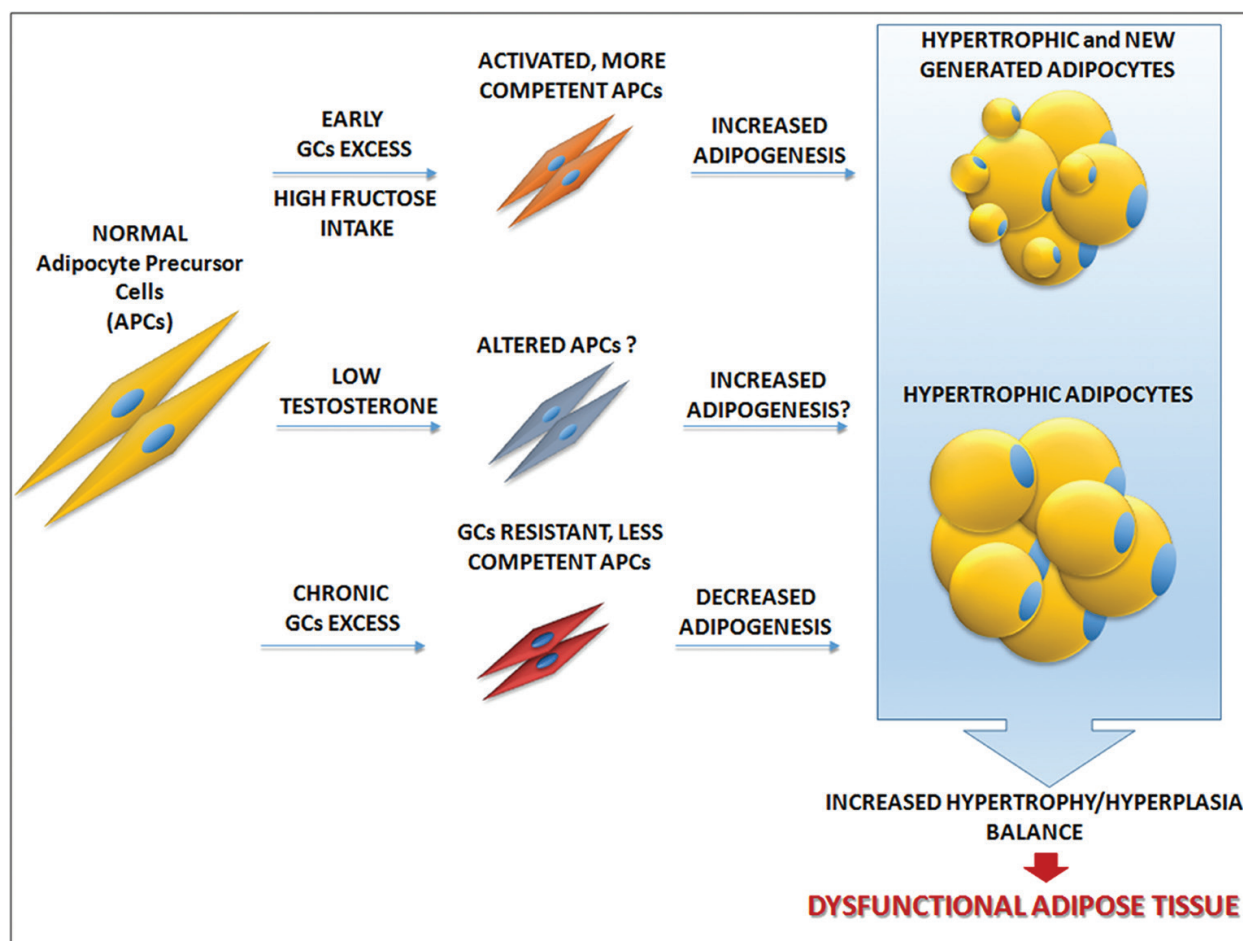 NORMAL
Adipocyte Precursor
Cells
(APCs)
EARLY
GCs EXCESS
HIGH FRUCTOSE
INTAKE
ACTIVATED, MORE
COMPETENT APCs
INCREASED
ADIPOGENESIS
HYPERTROPHIC and NEW
GENERATED ADIPOCYTES
LOW
TESTOSTERONE
ALTERED APCs ?
INCREASED
ADIPOGENESIS?
HYPERTROPHIC ADIPOCYTES
CHRONIC
GCs EXCESS
GCs RESISTANT, LESS
COMPETENT APCs
DECREASED
ADIPOGENESIS
INCREASED HYPERTROPHY/HYPERPLASIA
BALANCE
DYSFUNCTIONAL ADIPOSE TISSUE